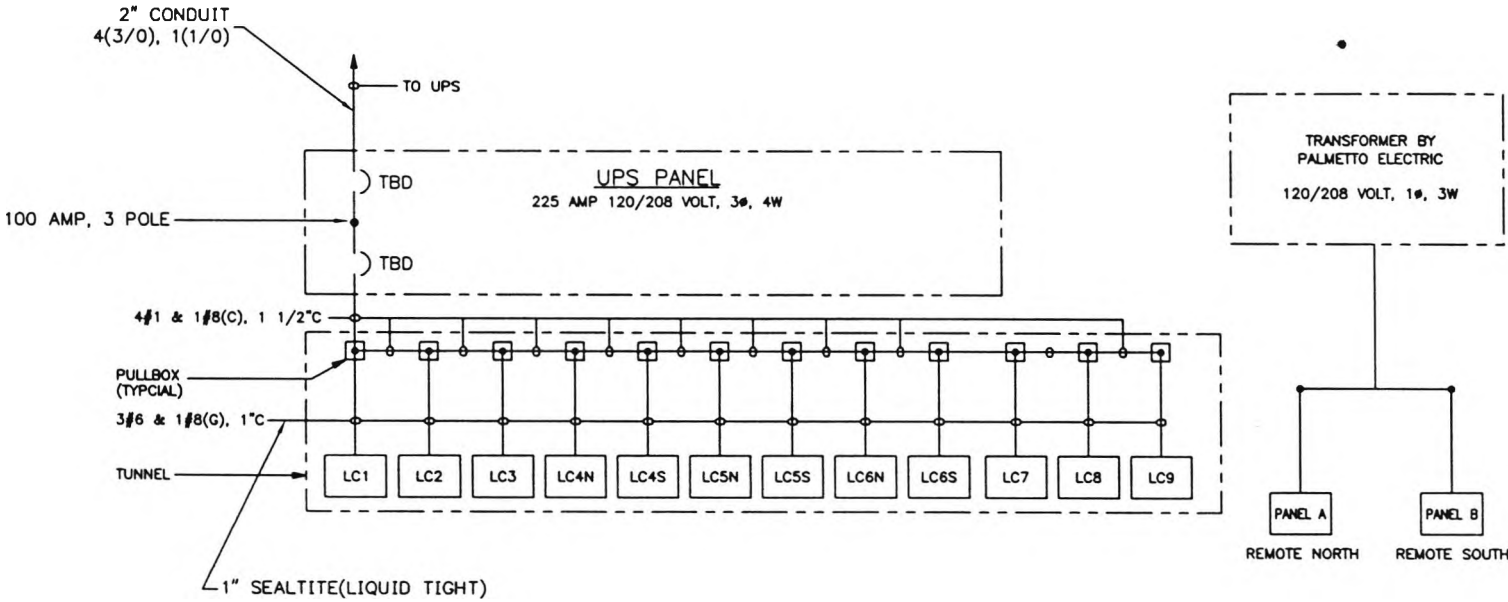 2" CONDUIT
4(3/0), 1(1/0)
TO UPS
TBD
UPS PANEL
225 AMP 120/208 VOLT, 3ø, 4W
100 AMP, 3 POLE
TBD
4#1 & 1#8(C), 1 1/2"C
PULLBOX
(TYPCIAL)
3#6 & 1#8(G), 1"C
TUNNEL
LC1
LC2
LC3
LC4N
LC4S
LC5N
LC5S
LC6N
LC6S
LC7
LC8
LC9
1" SEALTITE(LIQUID TIGHT)
TRANSFORMER BY
PALMETTO ELECTRIC
120/208 VOLT, 1ø, 3W
PANEL A
PANEL B
REMOTE NORTH
REMOTE SOUTH